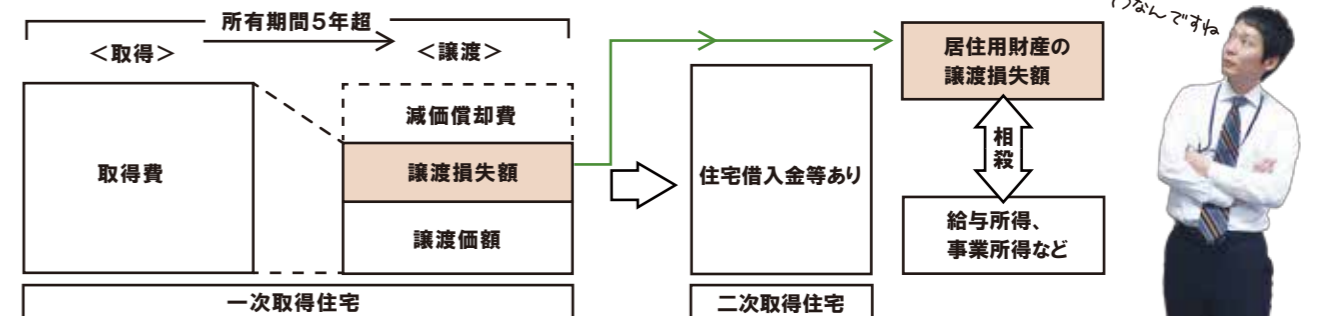 所有期間5年超
＜取得＞
＜譲渡＞
取得費
減価償却費
譲渡損失額
譲渡価額
一次取得住宅
住宅借入金等あり
二次取得住宅
居住用財産の
譲渡損失額
相
殺
給与所得、
事業所得など
なんですね